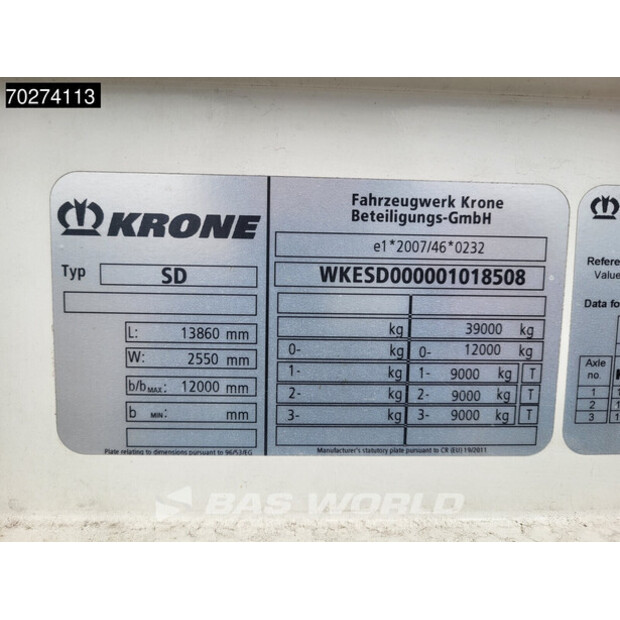 70274113
KRONE
Fahrzeugwerk Krone
Beteiligungs-GmbH
e1*2007/46*0232
Typ SD
WKESD000001018508
L: 13860 mm
W: 2550 mm
b/bMAX: 12000 mm
b MIN: mm
kg 39000 kg
0- kg 0- 12000 kg
1- kg 1- 9000 kg T
2- kg 2- 9000 kg T
3- kg 3- 9000 kg T
Plate relating to dimensions pursuant to 96/53/EG
Manufacturer's statutory plate pursuant to CR (EU) 19/2011
Value
Data fo
Axle
no.
1
2
3
BAS WORLD